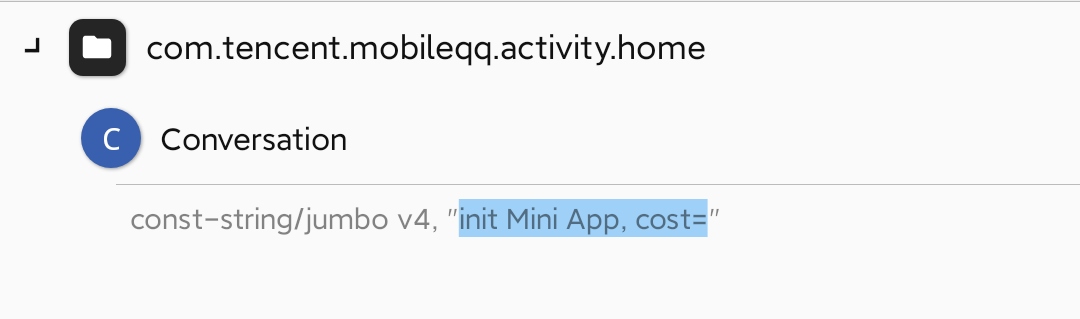 com.tencent.mobileqq.activity.home
C Conversation
const-string/jumbo v4, "init Mini App, cost="